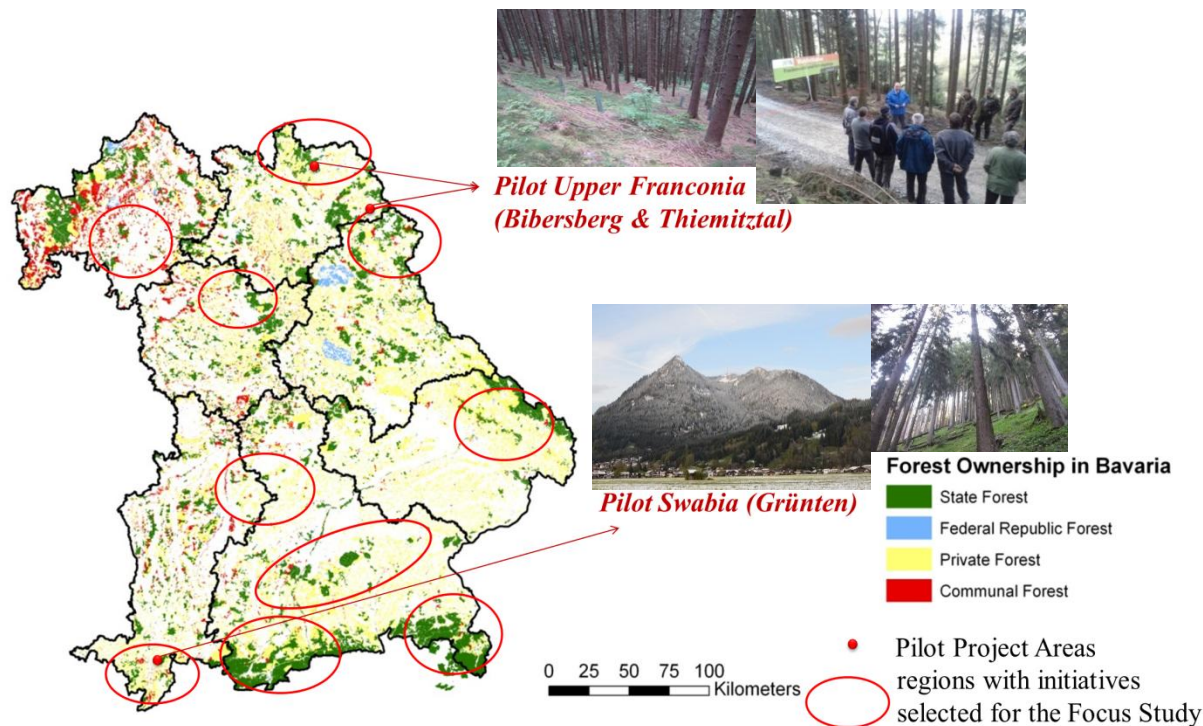 Pilot Upper Franconia
(Bibersberg & Thiemitztal)
Pilot Swabia (Grünten)
Forest Ownership in Bavaria
State Forest
Federal Republic Forest
Private Forest
Communal Forest
0 25 50 75 100
Kilometers
Pilot Project Areas
regions with initiatives
selected for the Focus Study